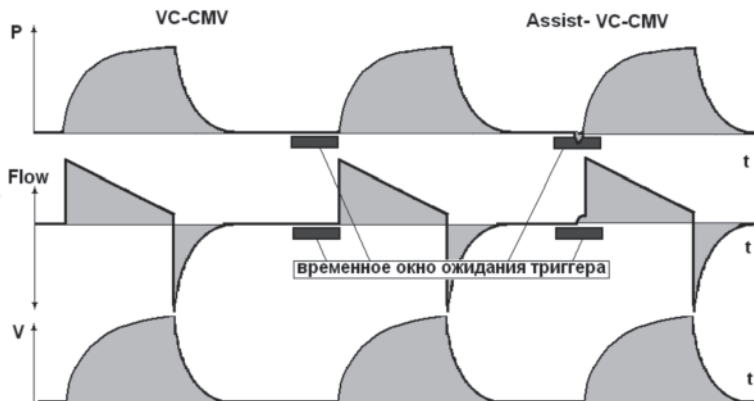 VC-CMV
Assist- VC-CMV
P
t
Flow
t
временное окно ожидания триггера
V
t